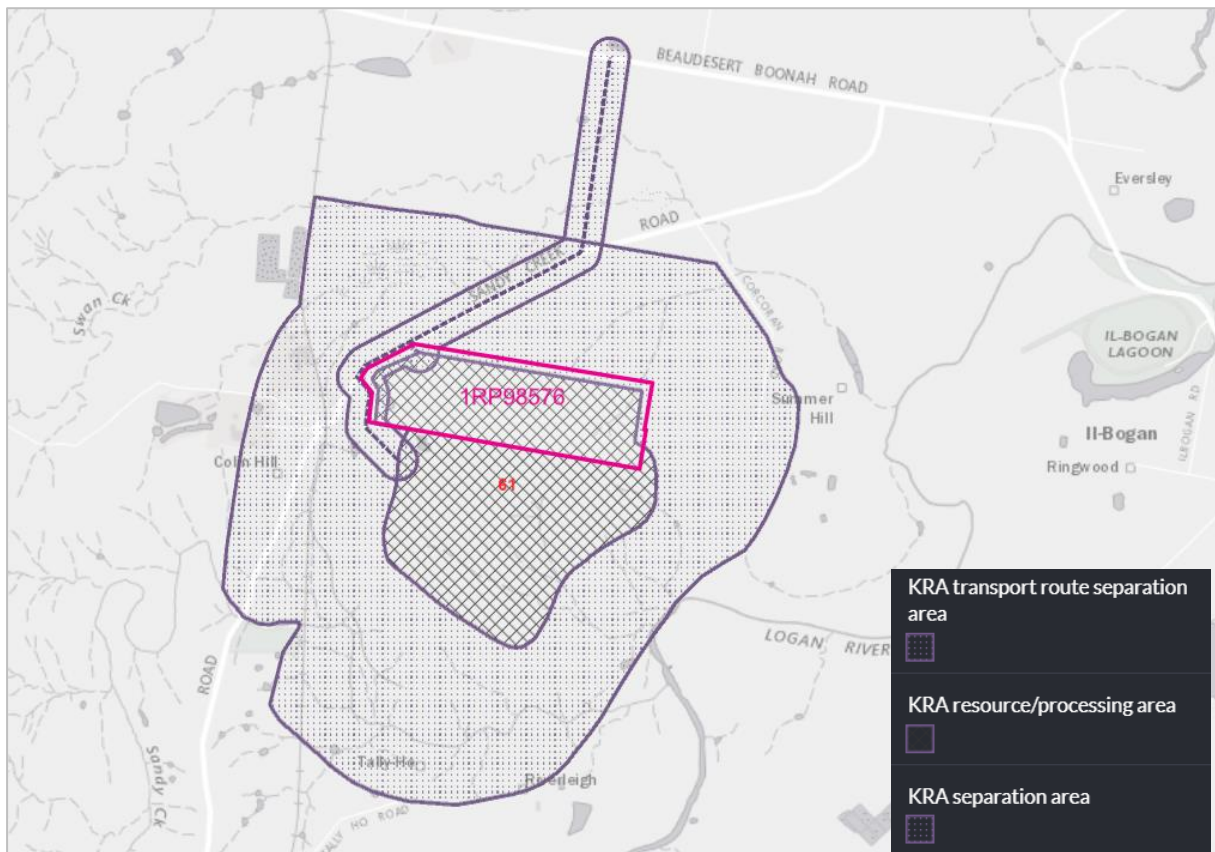 BEAUDESERT BOONAH ROAD
Eversley
ROAD
SANDY CREEK
CORCORAN
Swan Ck
IL-BOGAN
LAGOON
1RP98576
Summer
Hill
ILBOGAN RD
Il-Bogan
Ringwood
Colin Hill
61
KRA transport route separation
area
LOGAN RIVER
ROAD
KRA resource/processing area
Sandy Ck
Tally-Ho
Riverleigh
KRA separation area
TALLY HO ROAD